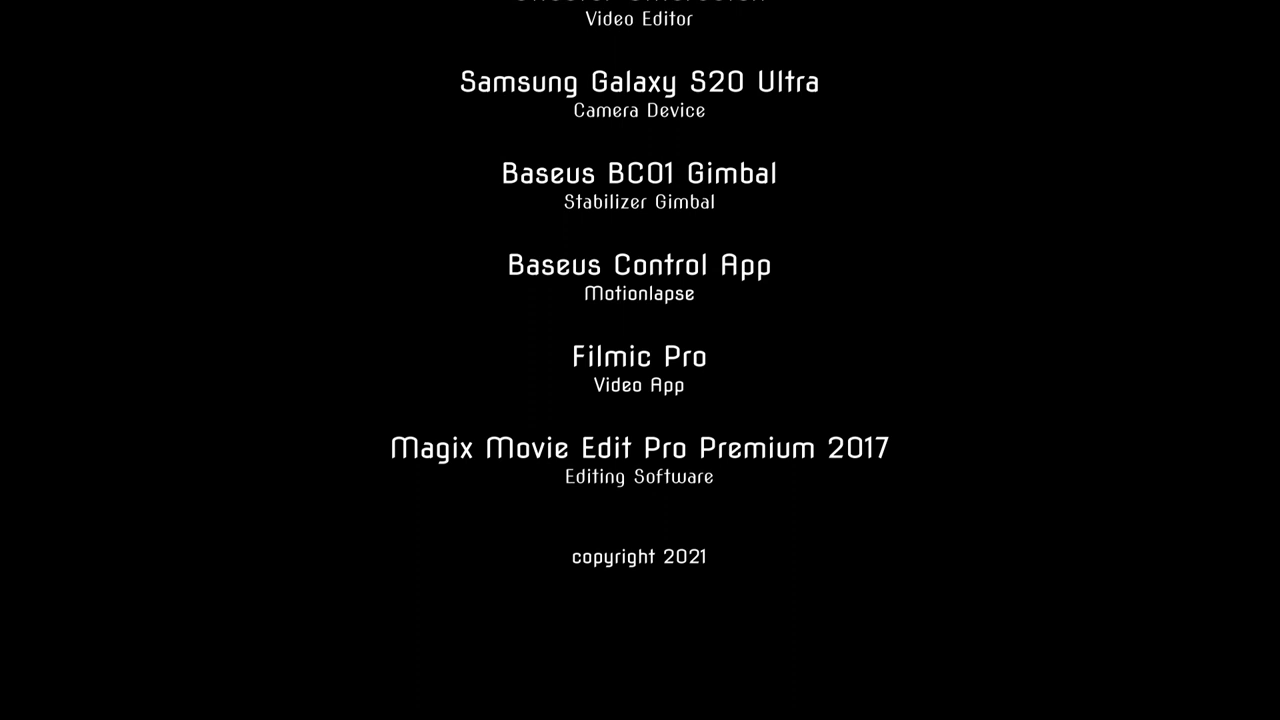 Video Editor
Samsung Galaxy S20 Ultra
Camera Device
Baseus BC01 Gimbal
Stabilizer Gimbal
Baseus Control App
Motionlapse
Filmic Pro
Video App
Magix Movie Edit Pro Premium 2017
Editing Software
copyright 2021